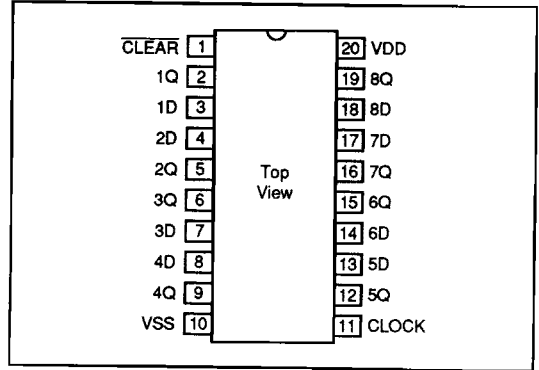 CLEAR 1
1Q 2
1D 3
2D 4
2Q 5
3Q 6
3D 7
4D 8
4Q 9
VSS 10
Top
View
20 VDD
19 8Q
18 8D
17 7D
16 7Q
15 6Q
14 6D
13 5D
12 5Q
11 CLOCK